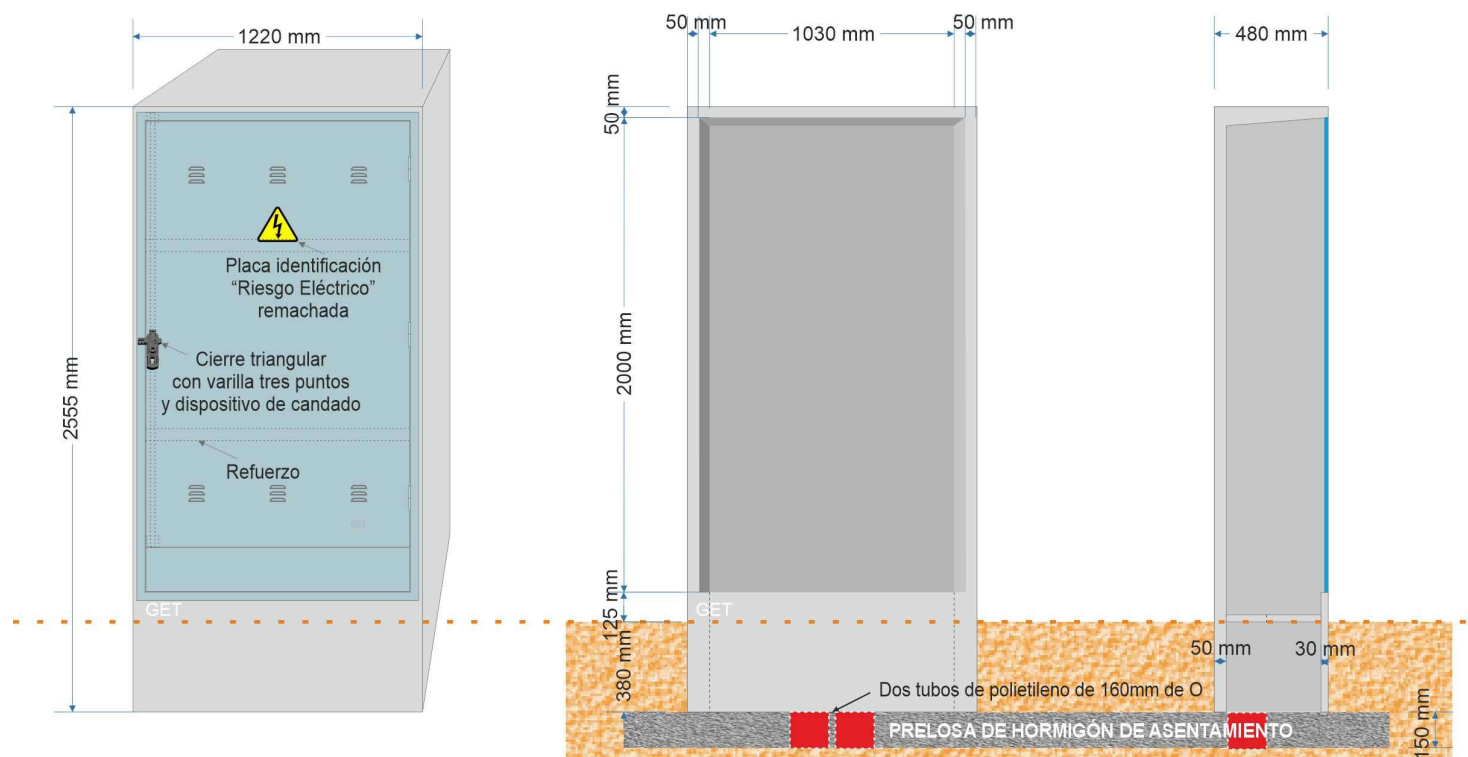 1220 mm
50 mm
1030 mm
50 mm
480 mm
50 mm
Placa identificación
“Riesgo Eléctrico”
remachada
Cierre triangular
con varilla tres puntos
y dispositivo de candado
2555 mm
2000 mm
Refuerzo
GET
GET
GET
125 mm
380 mm
50 mm
30 mm
Dos tubos de polietileno de 160mm de O
PRELOSA DE HORMIGÓN DE ASENTAMIENTO
150 mm